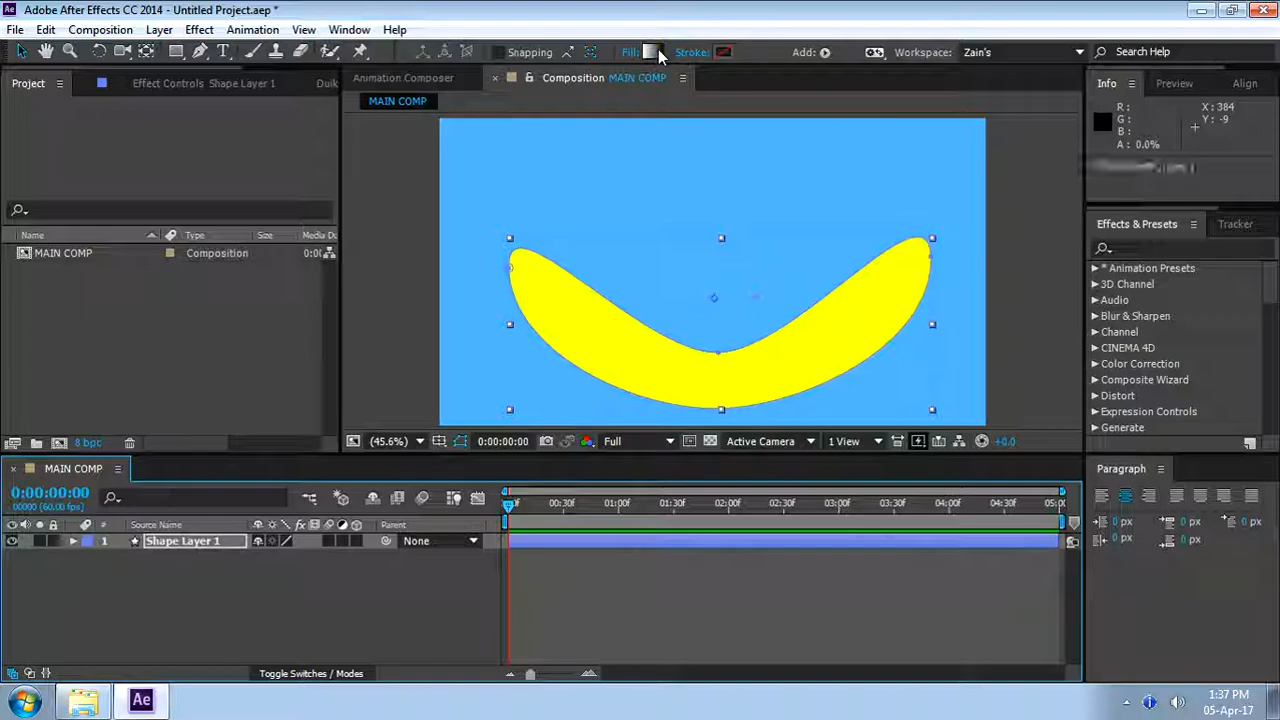 Adobe After Effects CC 2014 - Untitled Project.aep *
File Edit Composition Layer Effect Animation View Window Help
Snapping Fill: Stroke: Add: Workspace: Zain's Search Help
Project Effect Controls Shape Layer 1 Duik
Animation Composer Composition MAIN COMP
Info Preview Align
MAIN COMP
R : X : 384
G : Y : -9
B :
A : 0.0%
Name Type Size Media Du
MAIN COMP Composition 0:00
Effects & Presets Tracker
* Animation Presets
3D Channel
Audio
Blur & Sharpen
Channel
CINEMA 4D
Color Correction
Composite Wizard
Distort
Expression Controls
Generate
8 bpc
(45.6%) 0:00:00:00 Full Active Camera 1 View +0.0
MAIN COMP
Paragraph
0:00:00:00
00000 (60.00 fps)
00:30f 01:00f 01:30f 02:00f 02:30f 03:00f 03:30f 04:00f 04:30f 05:0
# Source Name Parent
1 Shape Layer 1 None
0 px 0 px 0 px
0 px 0 px
Toggle Switches / Modes
Ae
1:37 PM
05-Apr-17